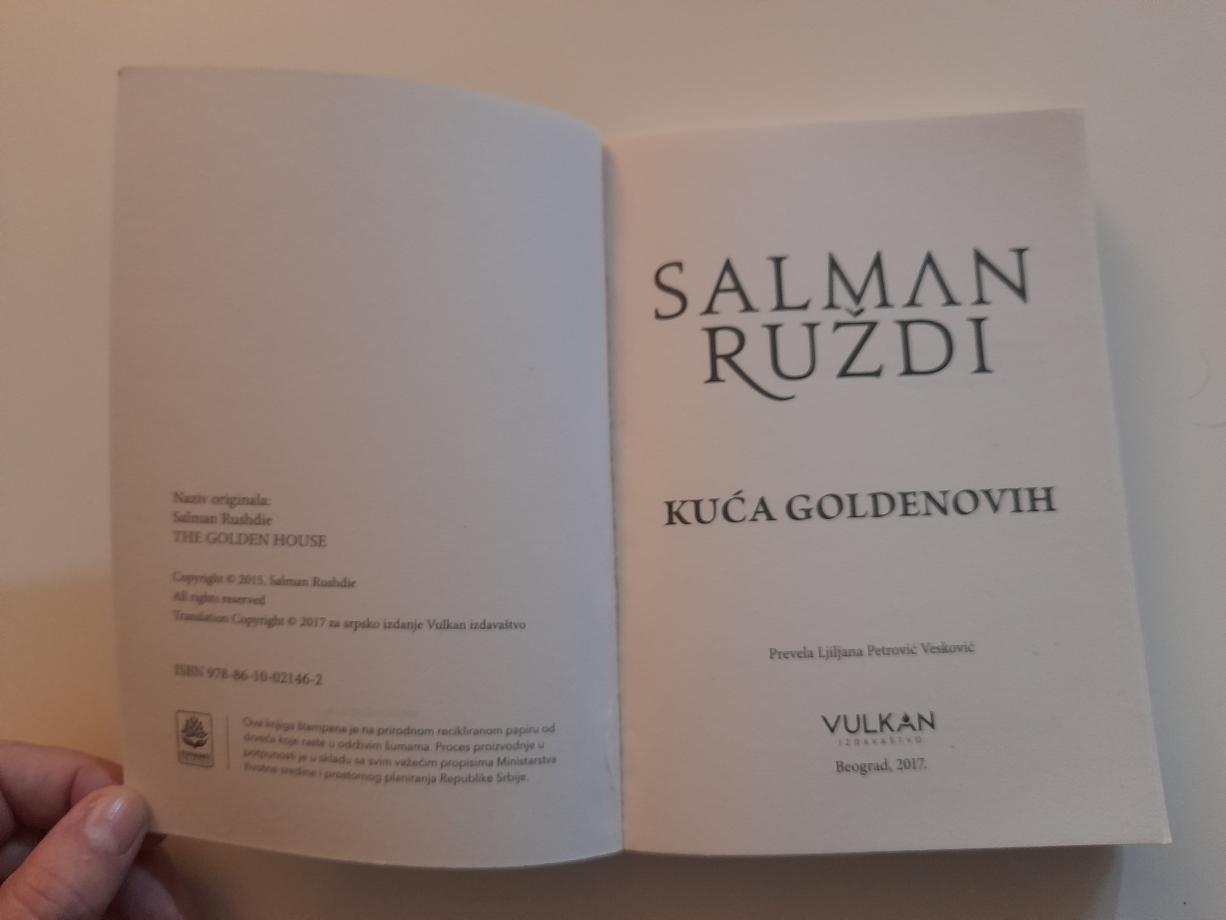 Naziv originala:
Salman Rushdie
THE GOLDEN HOUSE
Copyright © 2015, Salman Rushdie
All rights reserved
Translation Copyright © 2017 za srpsko izdanje Vulkan izdavaštvo
ISBN 978-86-10-02146-2
Ova knjiga štampana je na prirodnom recikliranom papiru od
drveća koje raste u održivim šumama. Proces proizvodnje u
potpunosti je u skladu sa svim važećim propisima Ministarstva
životne sredine i prostornog planiranja Republike Srbije.
SALMAN
RUŽDI
KUĆA GOLDENOVIH
Prevela Ljiljana Petrović Vesković
VULKAN
IZDAVAŠTVO
Beograd, 2017.